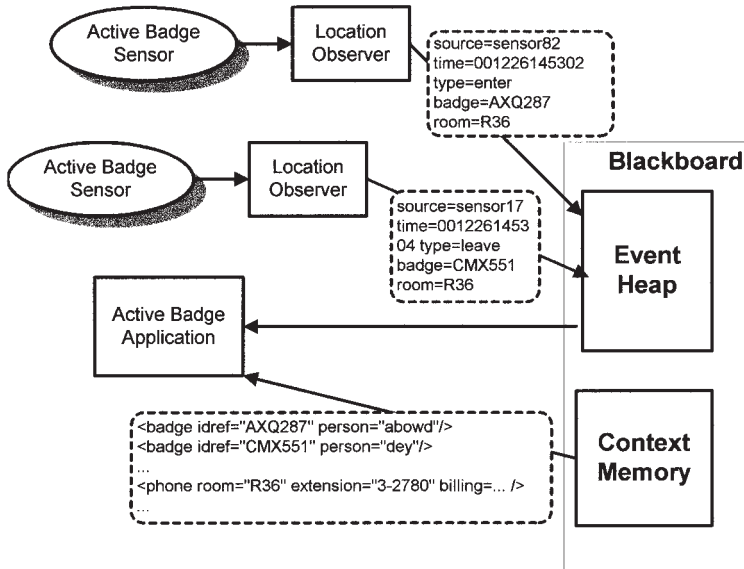 Active Badge
Sensor
Location
Observer
source=sensor82
time=001226145302
type=enter
badge=AXQ287
room=R36
Blackboard
Active Badge
Sensor
Location
Observer
source=sensor17
time=0012261453
04 type=leave
badge=CMX551
room=R36
Event
Heap
Active Badge
Application
<badge idref="AXQ287" person="abowd"/>
<badge idref="CMX551" person="dey"/>
...
<phone room="R36" extension="3-2780" billing=... />
...
Context
Memory